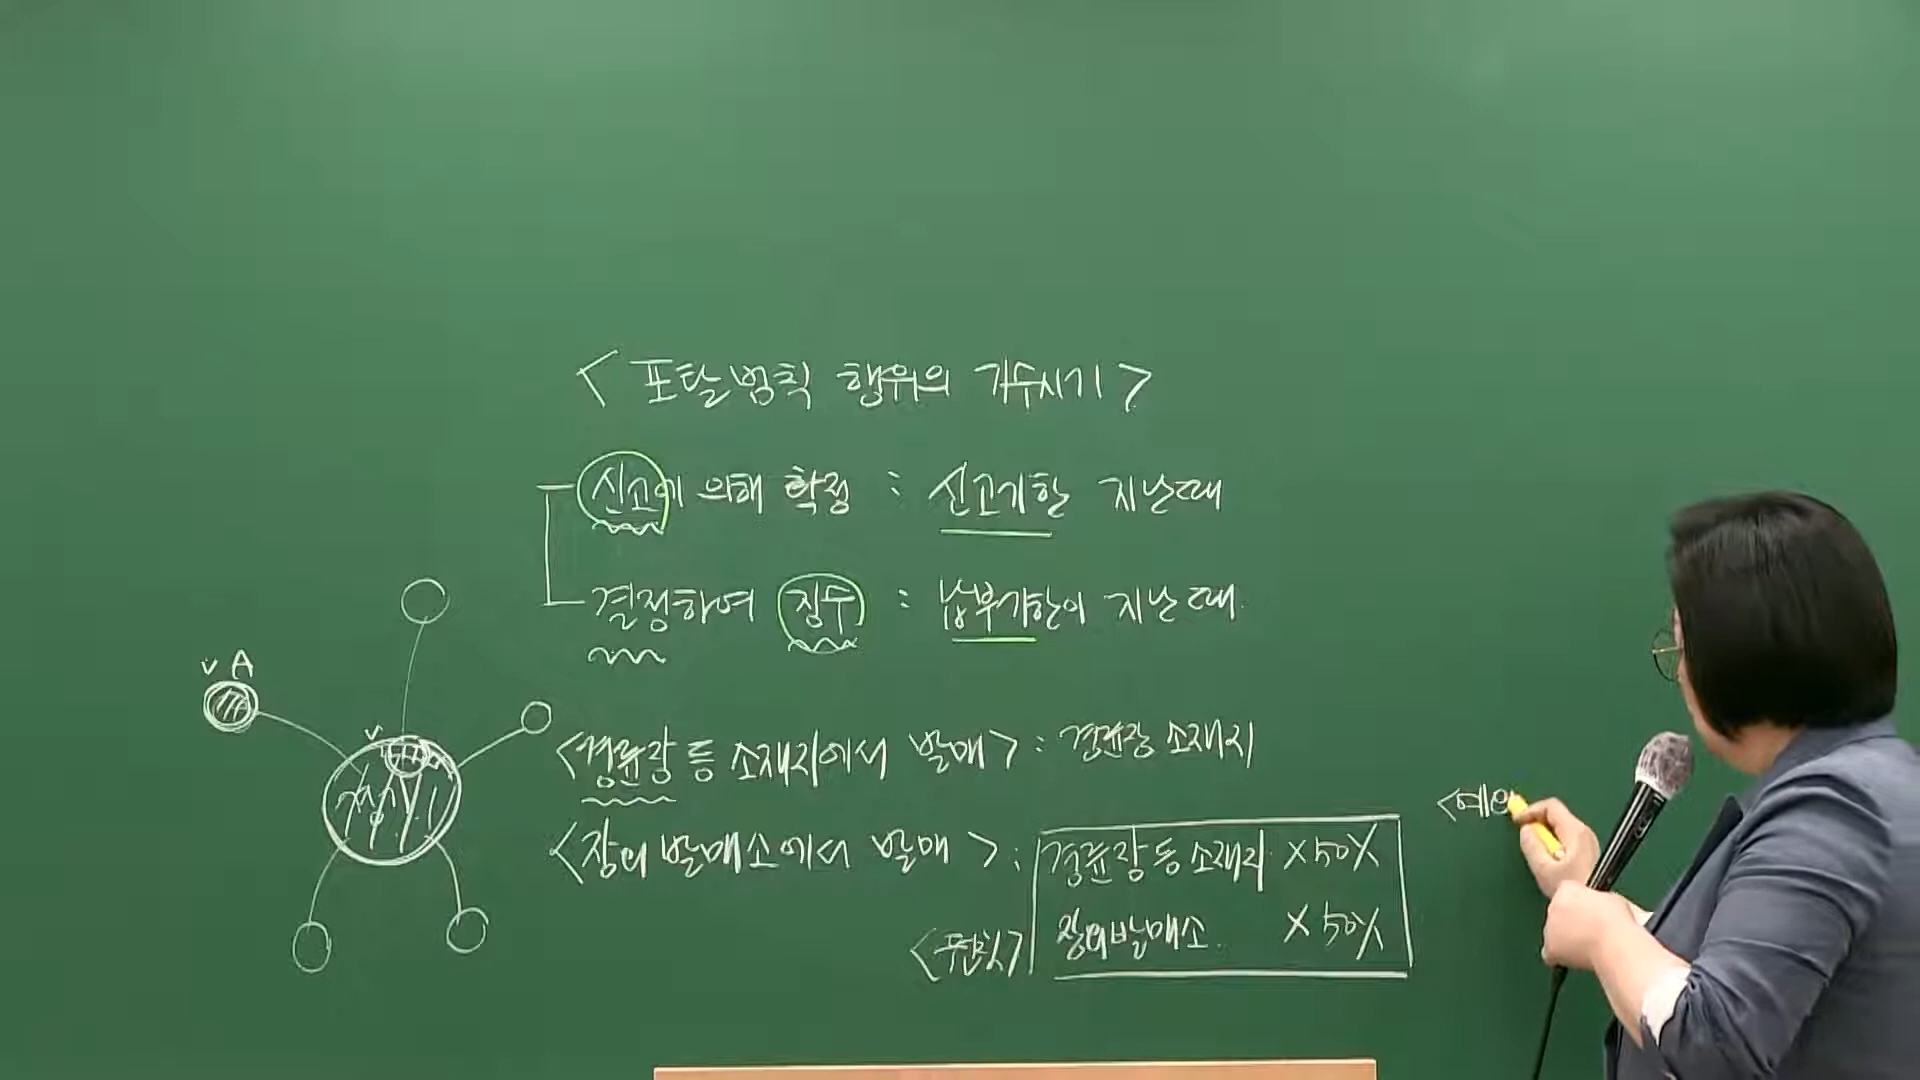 <포탈범칙 행위의 기수시기>
신고에 의해 확정 : 신고기한 지난때
결정하여 징수 : 납부기한이 지난때
v A
v
<경륜장 등 소재지에서 발매> : 경륜장 소재지
<장외발매소에서 발매> : 경륜장 등 소재지 X 50%
<원칙> 장외발매소 X 50%
<예외